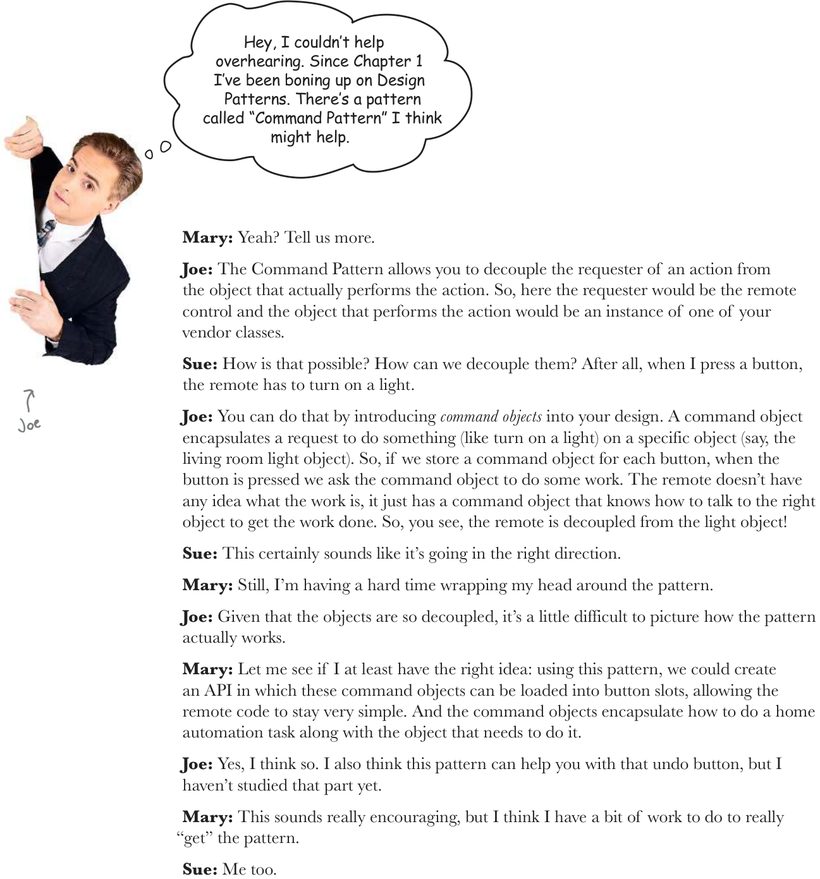 Hey, I couldn't help
overhearing. Since Chapter 1
I've been boning up on Design
Patterns. There's a pattern
called "Command Pattern" I think
might help.
Joe
Mary: Yeah? Tell us more.
Joe: The Command Pattern allows you to decouple the requester of an action from
the object that actually performs the action. So, here the requester would be the remote
control and the object that performs the action would be an instance of one of your
vendor classes.
Sue: How is that possible? How can we decouple them? After all, when I press a button,
the remote has to turn on a light.
Joe: You can do that by introducing command objects into your design. A command object
encapsulates a request to do something (like turn on a light) on a specific object (say, the
living room light object). So, if we store a command object for each button, when the
button is pressed we ask the command object to do some work. The remote doesn't have
any idea what the work is, it just has a command object that knows how to talk to the right
object to get the work done. So, you see, the remote is decoupled from the light object!
Sue: This certainly sounds like it's going in the right direction.
Mary: Still, I'm having a hard time wrapping my head around the pattern.
Joe: Given that the objects are so decoupled, it's a little difficult to picture how the pattern
actually works.
Mary: Let me see if I at least have the right idea: using this pattern, we could create
an API in which these command objects can be loaded into button slots, allowing the
remote code to stay very simple. And the command objects encapsulate how to do a home
automation task along with the object that needs to do it.
Joe: Yes, I think so. I also think this pattern can help you with that undo button, but I
haven't studied that part yet.
Mary: This sounds really encouraging, but I think I have a bit of work to do to really
"get" the pattern.
Sue: Me too.